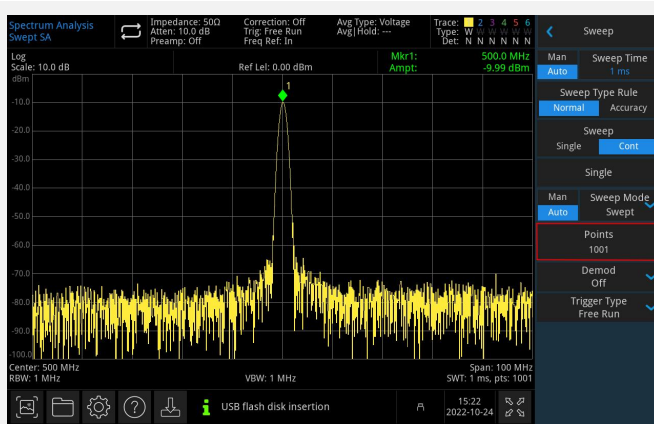 Spectrum Analysis
Swept SA
Impedance: 50Ω
Atten: 10.0 dB
Preamp: Off
Correction: Off
Trig: Free Run
Freq Ref: In
Avg Type: Voltage
Avg|Hold: ---
Trace: 2 3 4 5 6
Type: W W W W W W
Det: N N N N N N
Log
Scale: 10.0 dB
Ref Lel: 0.00 dBm
Mkr1: 500.0 MHz
Ampt: -9.99 dBm
dBm
1
-10.0
-20.0
-30.0
-40.0
-50.0
-60.0
-70.0
-80.0
-90.0
-100.0
Center: 500 MHz
RBW: 1 MHz
VBW: 1 MHz
Span: 100 MHz
SWT: 1 ms, pts: 1001
USB flash disk insertion
15:22
2022-10-24
Sweep
Man
Auto
Sweep Time
1 ms
Sweep Type Rule
Normal Accuracy
Sweep
Single Cont
Single
Man
Auto
Sweep Mode
Swept
Points
1001
Demod
Off
Trigger Type
Free Run